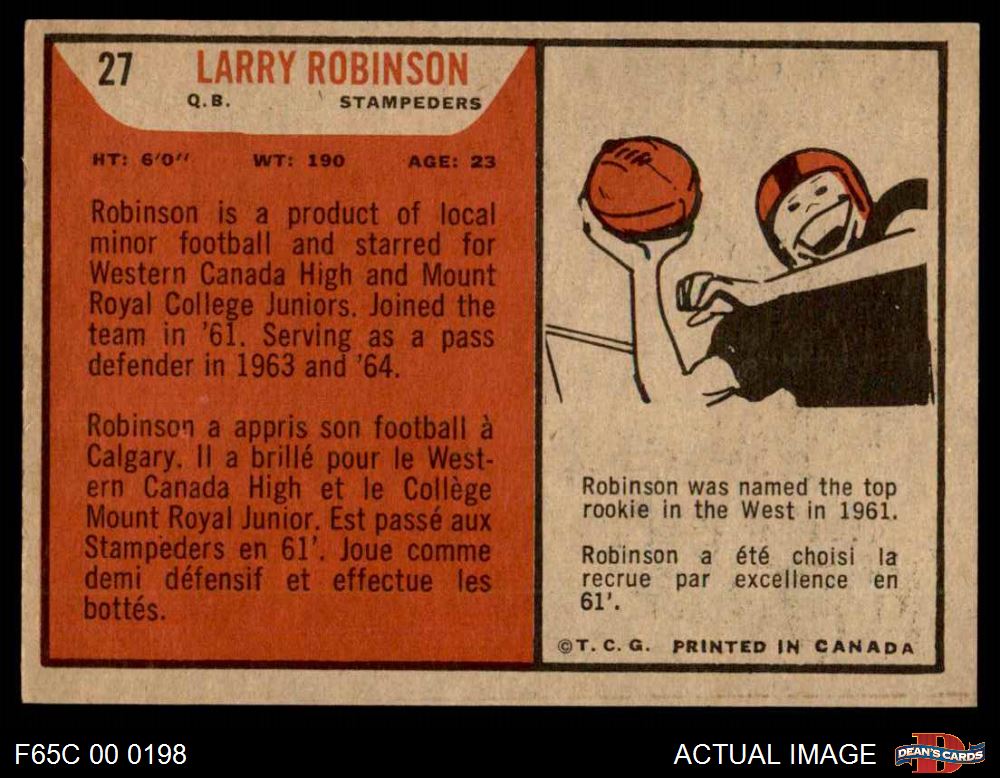 27 LARRY ROBINSON
Q.B. STAMPEDERS
HT: 6'0" WT: 190 AGE: 23
Robinson is a product of local
minor football and starred for
Western Canada High and Mount
Royal College Juniors. Joined the
team in '61. Serving as a pass
defender in 1963 and '64.
Robinson a appris son football à
Calgary. Il a brillé pour le West-
ern Canada High et le Collège
Mount Royal Junior. Est passé aux
Stampeders en 61'. Joue comme
demi défensif et effectue les
bottés.
Robinson was named the top
rookie in the West in 1961.
Robinson a été choisi la
recrue par excellence en
61'.
©T. C. G. PRINTED IN CANADA
F65C 00 0198
ACTUAL IMAGE
D
DEAN'S CARDS